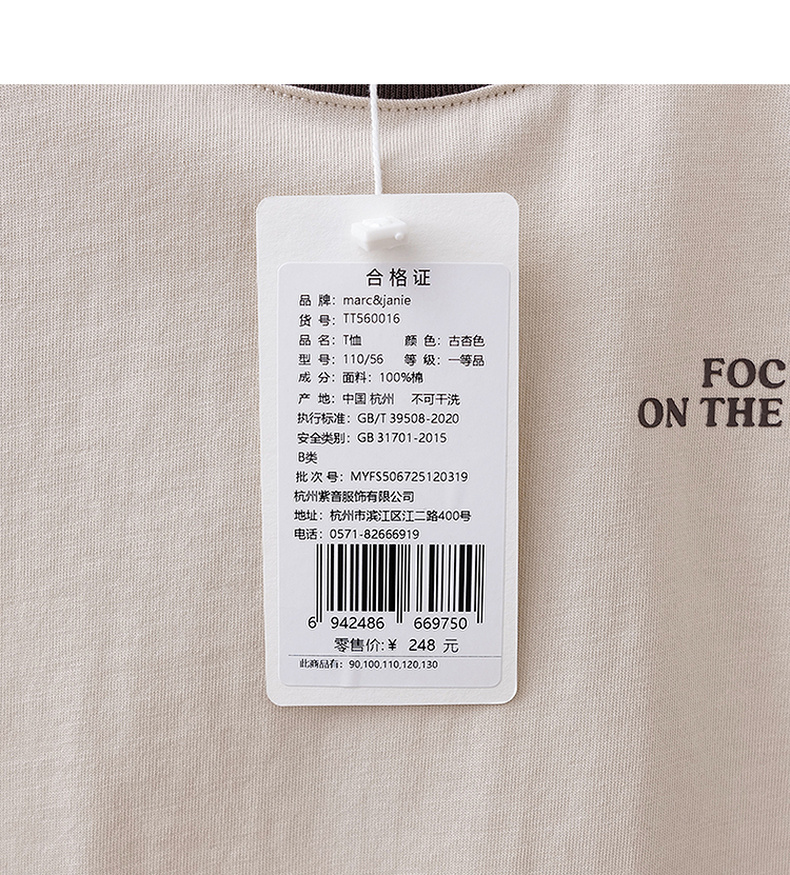 合格证
品 牌：marc&janie
货 号：TT560016
品 名：T恤 颜 色：古杏色
型 号：110/56 等 级：一等品
成 分：面料：100%棉
产 地：中国 杭州 不可干洗
执行标准：GB/T 39508-2020
安全类别：GB 31701-2015
B类
批 次 号：MYFS506725120319
杭州紫音服饰有限公司
地址：杭州市滨江区江二路400号
电话：0571-82666919
6 942486 669750
零售价:￥ 248 元
此商品有：90,100,110,120,130
FOC
ON THE